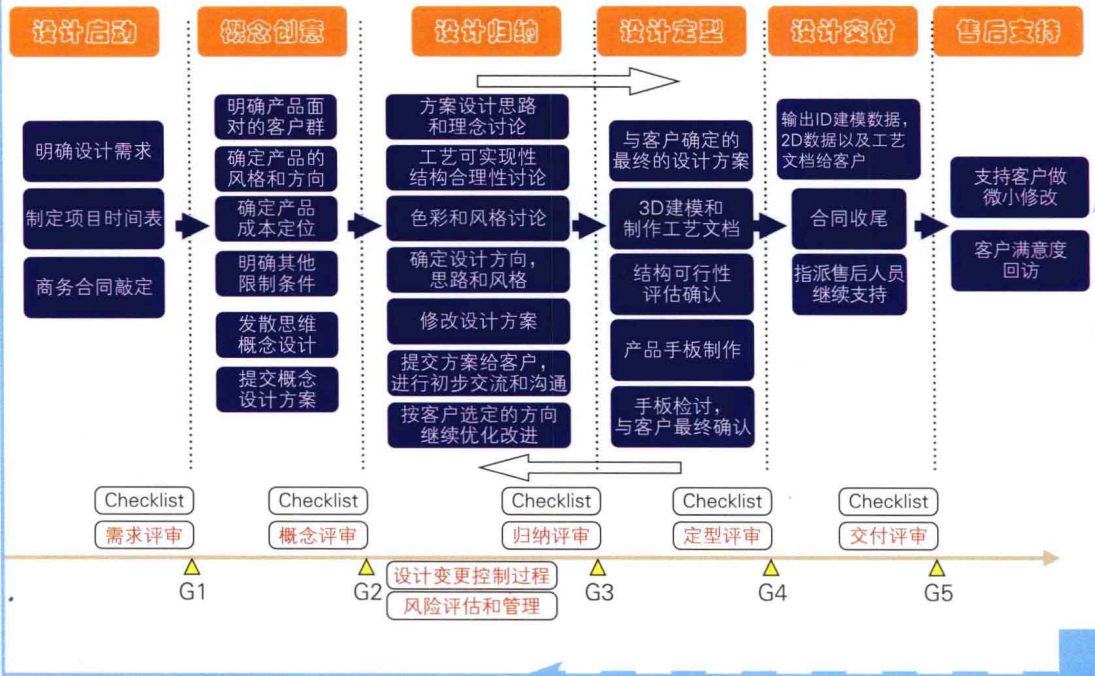 设计启动
概念创意
设计归纳
设计定型
设计交付
售后支持
明确设计需求
制定项目时间表
商务合同敲定
明确产品面
对的客户群
确定产品的
风格和方向
确定产品
成本定位
明确其他
限制条件
发散思维
概念设计
提交概念
设计方案
方案设计思路
和理念讨论
工艺可实现性
结构合理性讨论
色彩和风格讨论
确定设计方向，
思路和风格
修改设计方案
提交方案给客户，
进行初步交流和沟通
按客户选定的方向
继续优化改进
与客户确定的
最终的设计方案
3D建模和
制作工艺文档
结构可行性
评估确认
产品手板制作
手板检讨，
与客户最终确认
输出ID建模数据，
2D数据以及工艺
文档给客户
合同收尾
指派售后人员
继续支持
支持客户做
微小修改
客户满意度
回访
Checklist
Checklist
Checklist
Checklist
Checklist
需求评审
概念评审
归纳评审
定型评审
交付评审
G1
G2
设计变更控制过程
风险评估和管理
G3
G4
G5